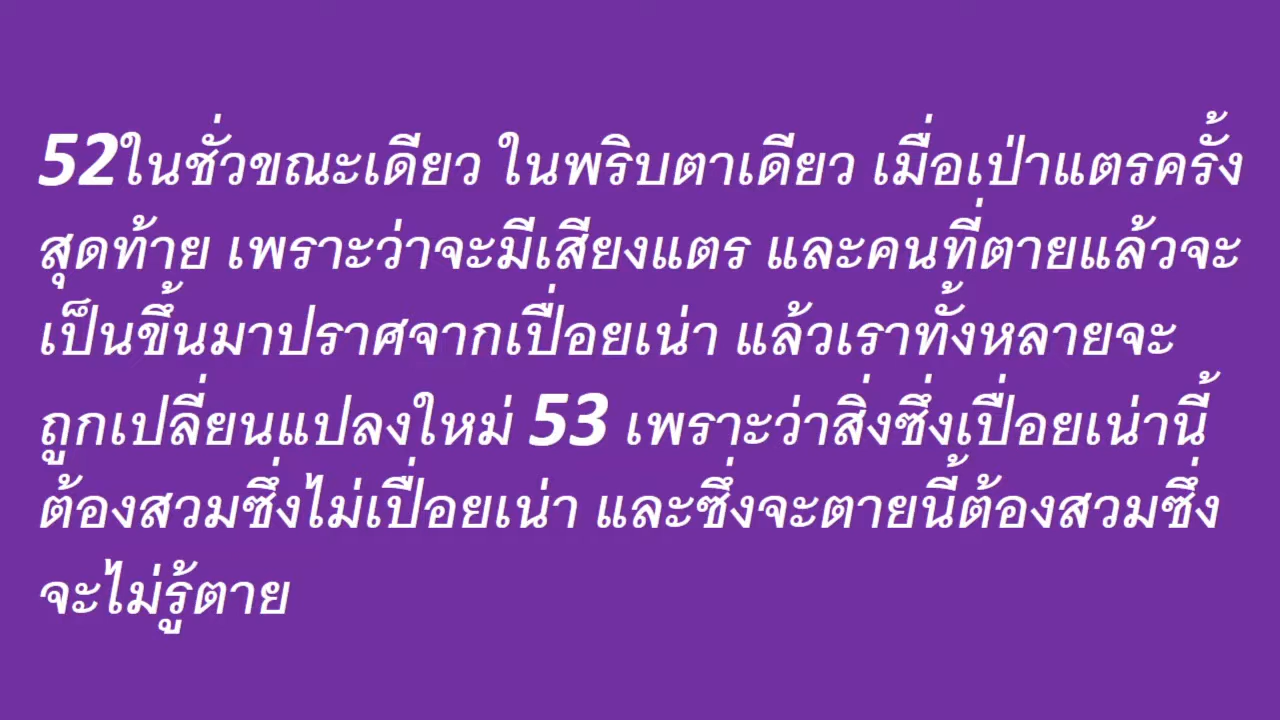 52ในชั่วขณะเดียว ในพริบตาเดียว เมื่อเป่าแตรครั้ง
สุดท้าย เพราะว่าจะมีเสียงแตร และคนที่ตายแล้วจะ
เป็นขึ้นมาปราศจากเปื่อยเน่า แล้วเราทั้งหลายจะ
ถูกเปลี่ยนแปลงใหม่ 53 เพราะว่าสิ่งซึ่งเปื่อยเน่านี้
ต้องสวมซึ่งไม่เปื่อยเน่า และซึ่งจะตายนี้ต้องสวมซึ่ง
จะไม่รู้ตาย